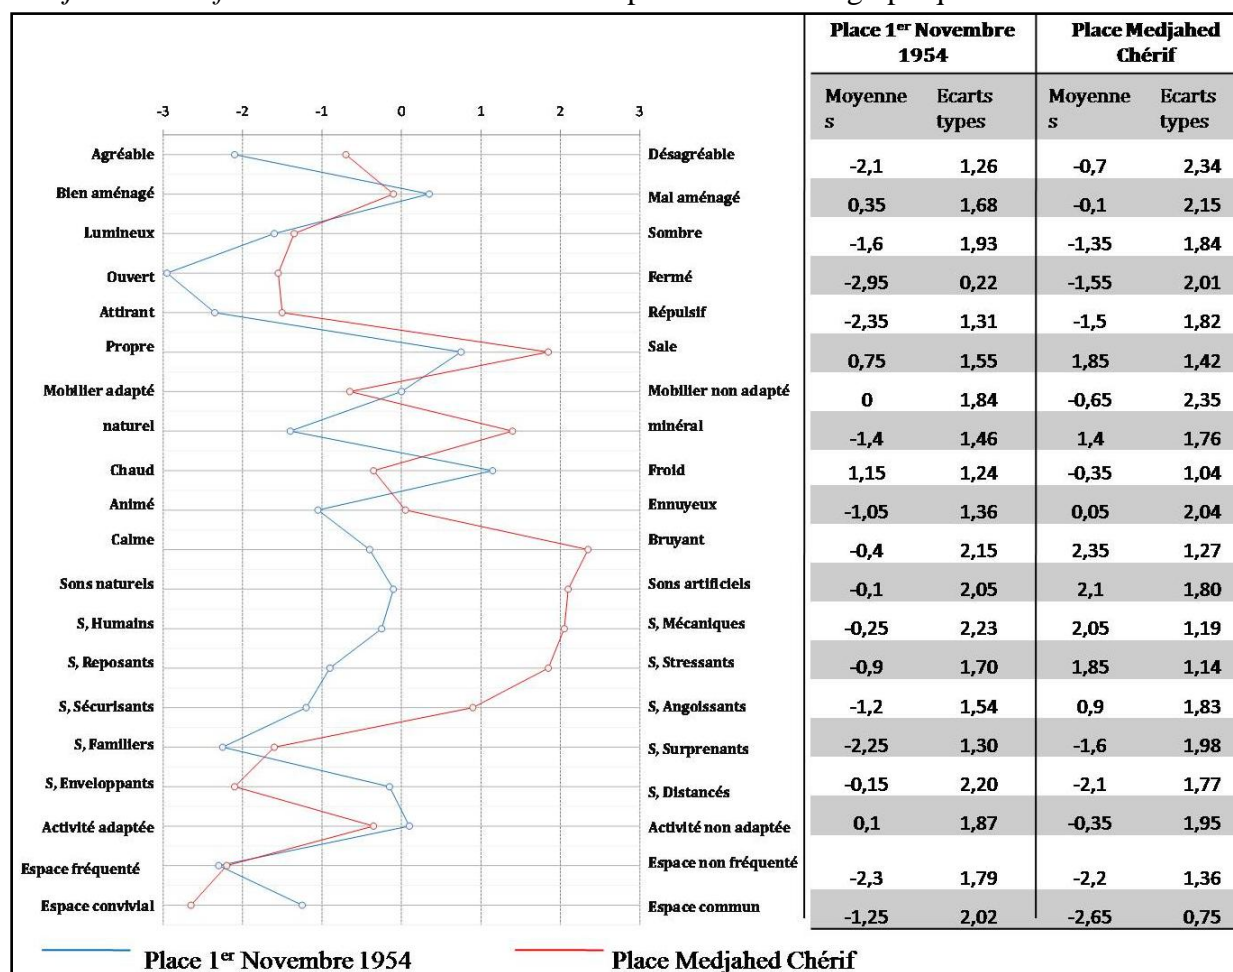 Place 1er Novembre 1954
Place Medjahed Chérif
Moyennes
Ecarts types
Moyennes
Ecarts types
-3 -2 -1 0 1 2 3
Agréable Désagréable -2,1 1,26 -0,7 2,34
Bien aménagé Mal aménagé 0,35 1,68 -0,1 2,15
Lumineux Sombre -1,6 1,93 -1,35 1,84
Ouvert Fermé -2,95 0,22 -1,55 2,01
Attirant Répulsif -2,35 1,31 -1,5 1,82
Propre Sale 0,75 1,55 1,85 1,42
Mobilier adapté Mobilier non adapté 0 1,84 -0,65 2,35
naturel minéral -1,4 1,46 1,4 1,76
Chaud Froid 1,15 1,24 -0,35 1,04
Animé Ennuyeux -1,05 1,36 0,05 2,04
Calme Bruyant -0,4 2,15 2,35 1,27
Sons naturels Sons artificiels -0,1 2,05 2,1 1,80
S, Humains S, Mécaniques -0,25 2,23 2,05 1,19
S, Reposants S, Stressants -0,9 1,70 1,85 1,14
S, Sécurisants S, Angoissants -1,2 1,54 0,9 1,83
S, Familiers S, Surprenants -2,25 1,30 -1,6 1,98
S, Enveloppants S, Distancés -0,15 2,20 -2,1 1,77
Activité adaptée Activité non adaptée 0,1 1,87 -0,35 1,95
Espace fréquenté Espace non fréquenté -2,3 1,79 -2,2 1,36
Espace convivial Espace commun -1,25 2,02 -2,65 0,75
Place 1er Novembre 1954 Place Medjahed Chérif